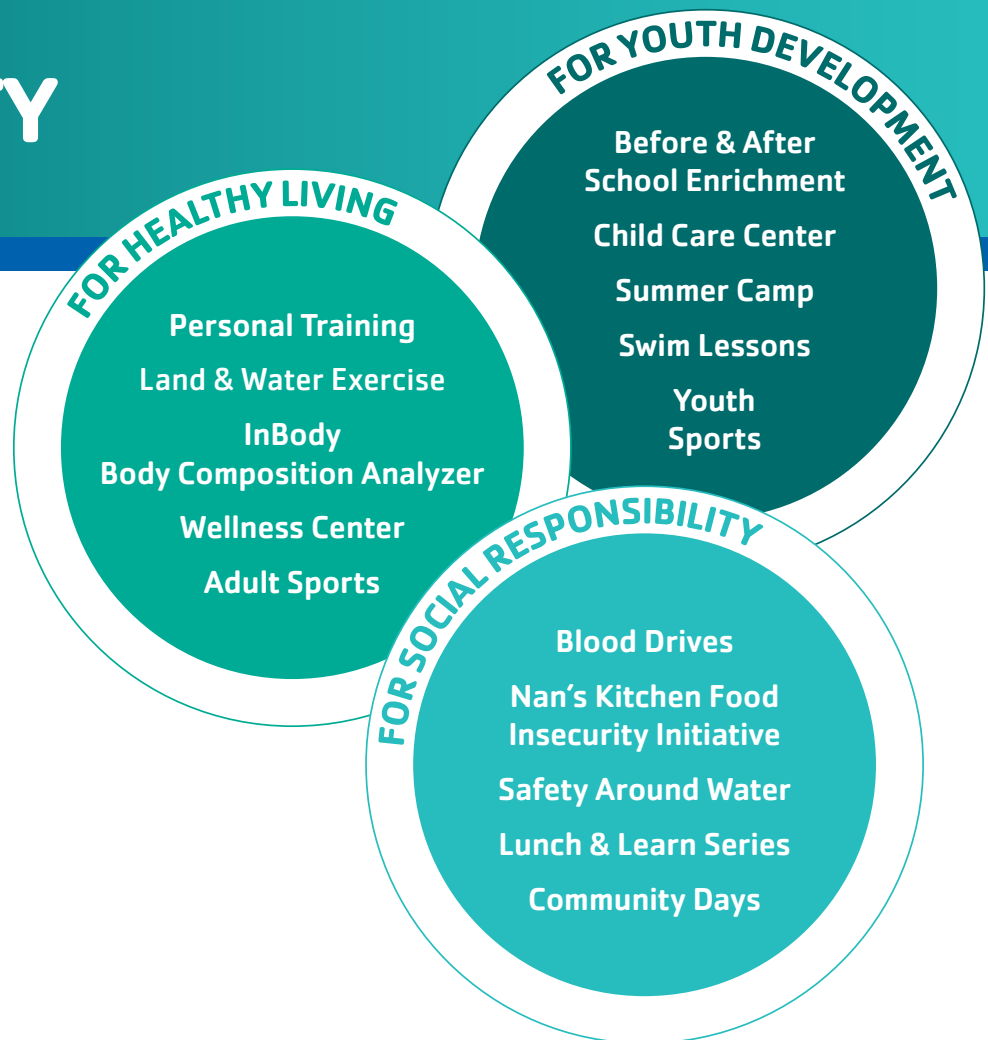 TY
FOR YOUTH DEVELOPMENT
Before & After
School Enrichment
Child Care Center
Summer Camp
Swim Lessons
Youth
Sports
FOR HEALTHY LIVING
Personal Training
Land & Water Exercise
InBody
Body Composition Analyzer
Wellness Center
Adult Sports
FOR SOCIAL RESPONSIBILITY
Blood Drives
Nan's Kitchen Food
Insecurity Initiative
Safety Around Water
Lunch & Learn Series
Community Days